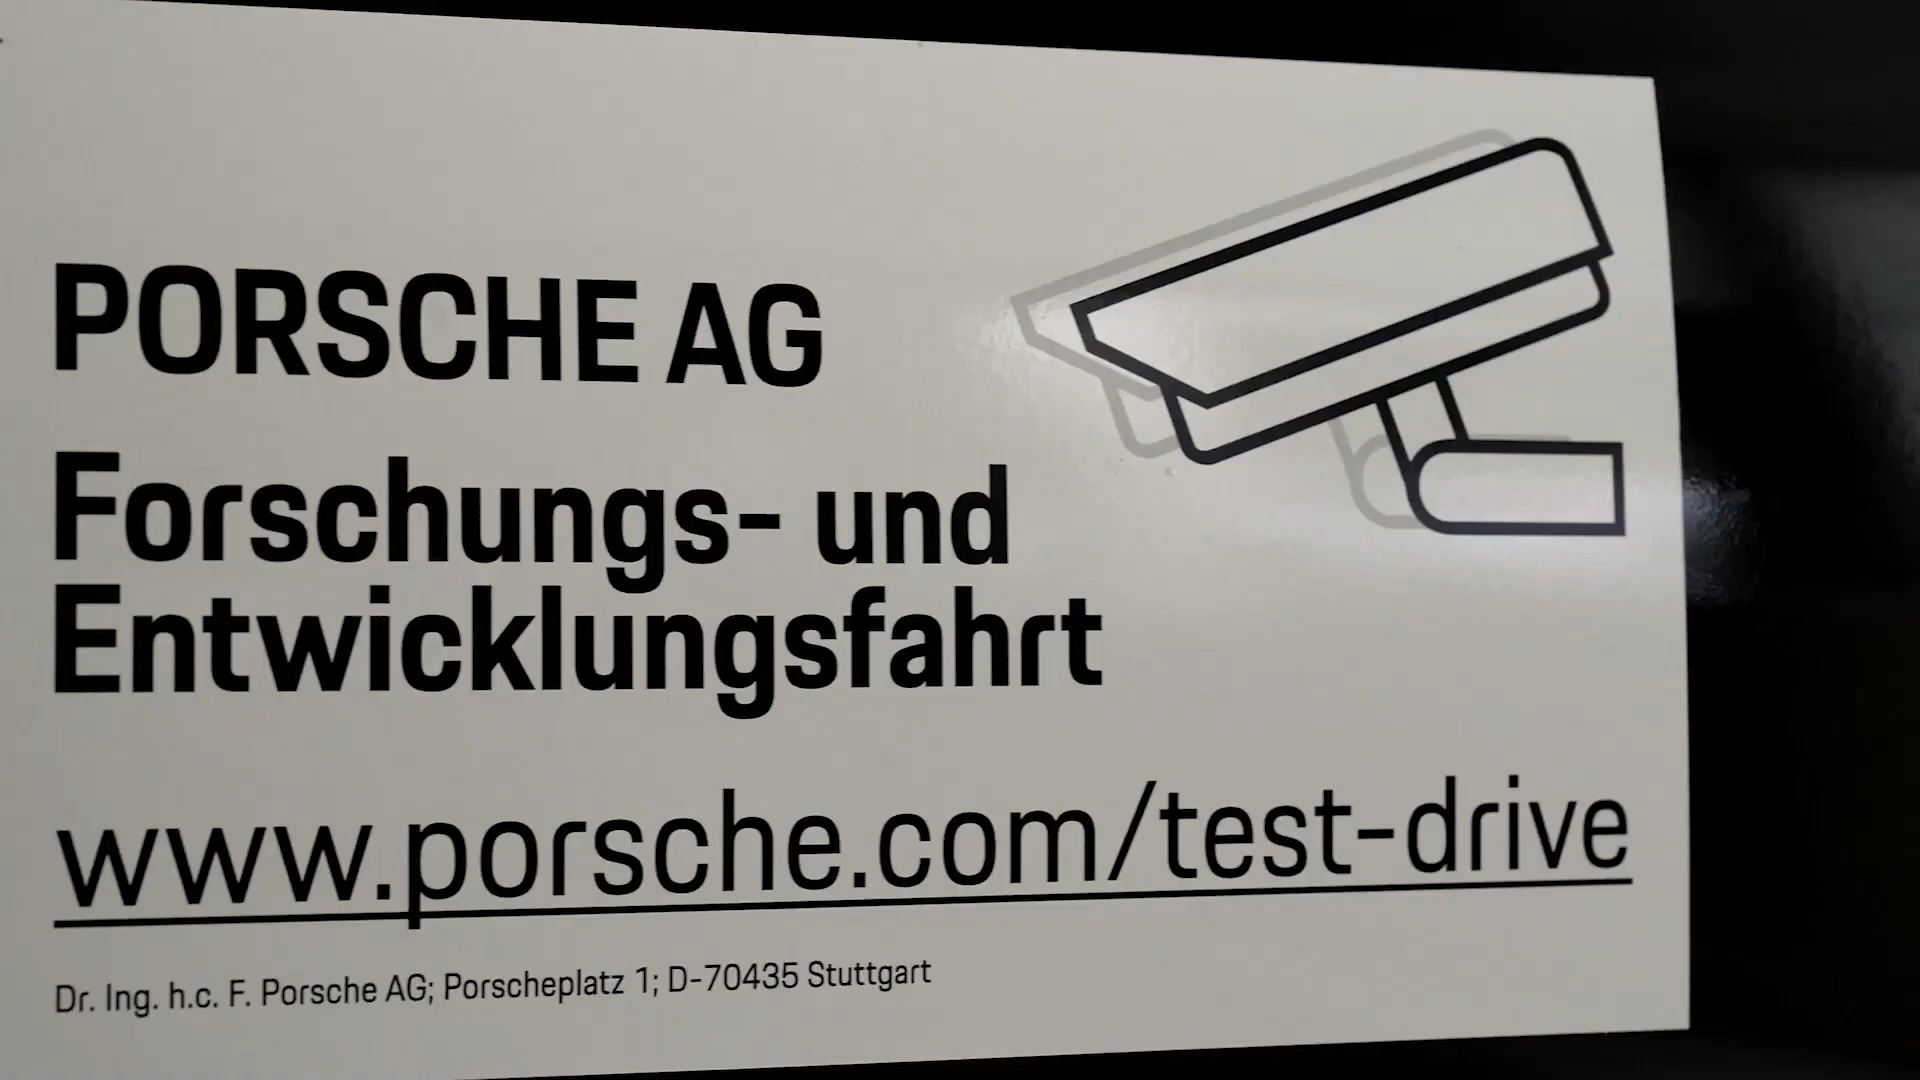 PORSCHE AG
Forschungs- und
Entwicklungsfahrt
www.porsche.com/test-drive
Dr. Ing. h.c. F. Porsche AG; Porscheplatz 1; D-70435 Stuttgart